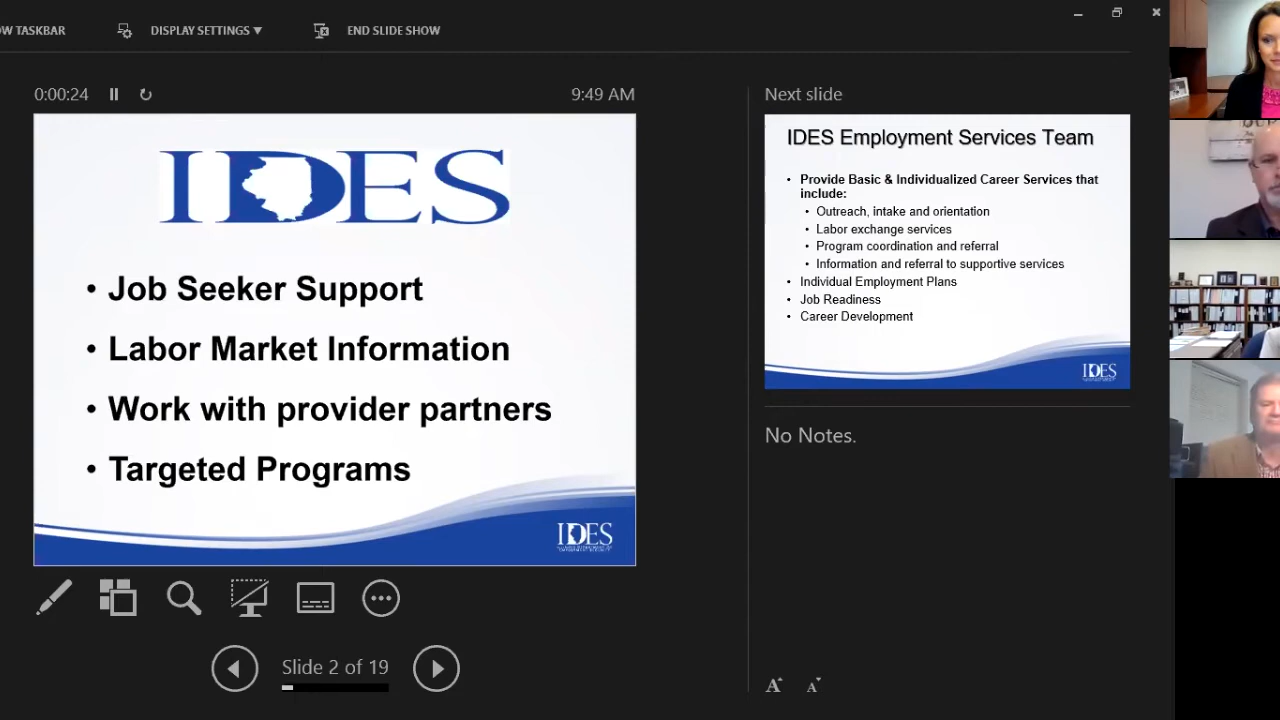 OW TASKBAR
DISPLAY SETTINGS
END SLIDE SHOW
0:00:24
9:49 AM
IDES
• Job Seeker Support
• Labor Market Information
• Work with provider partners
• Targeted Programs
IDES
Slide 2 of 19
Next slide
IDES Employment Services Team
• Provide Basic & Individualized Career Services that
include:
• Outreach, intake and orientation
• Labor exchange services
• Program coordination and referral
• Information and referral to supportive services
• Individual Employment Plans
• Job Readiness
• Career Development
IDES
No Notes.
A
A